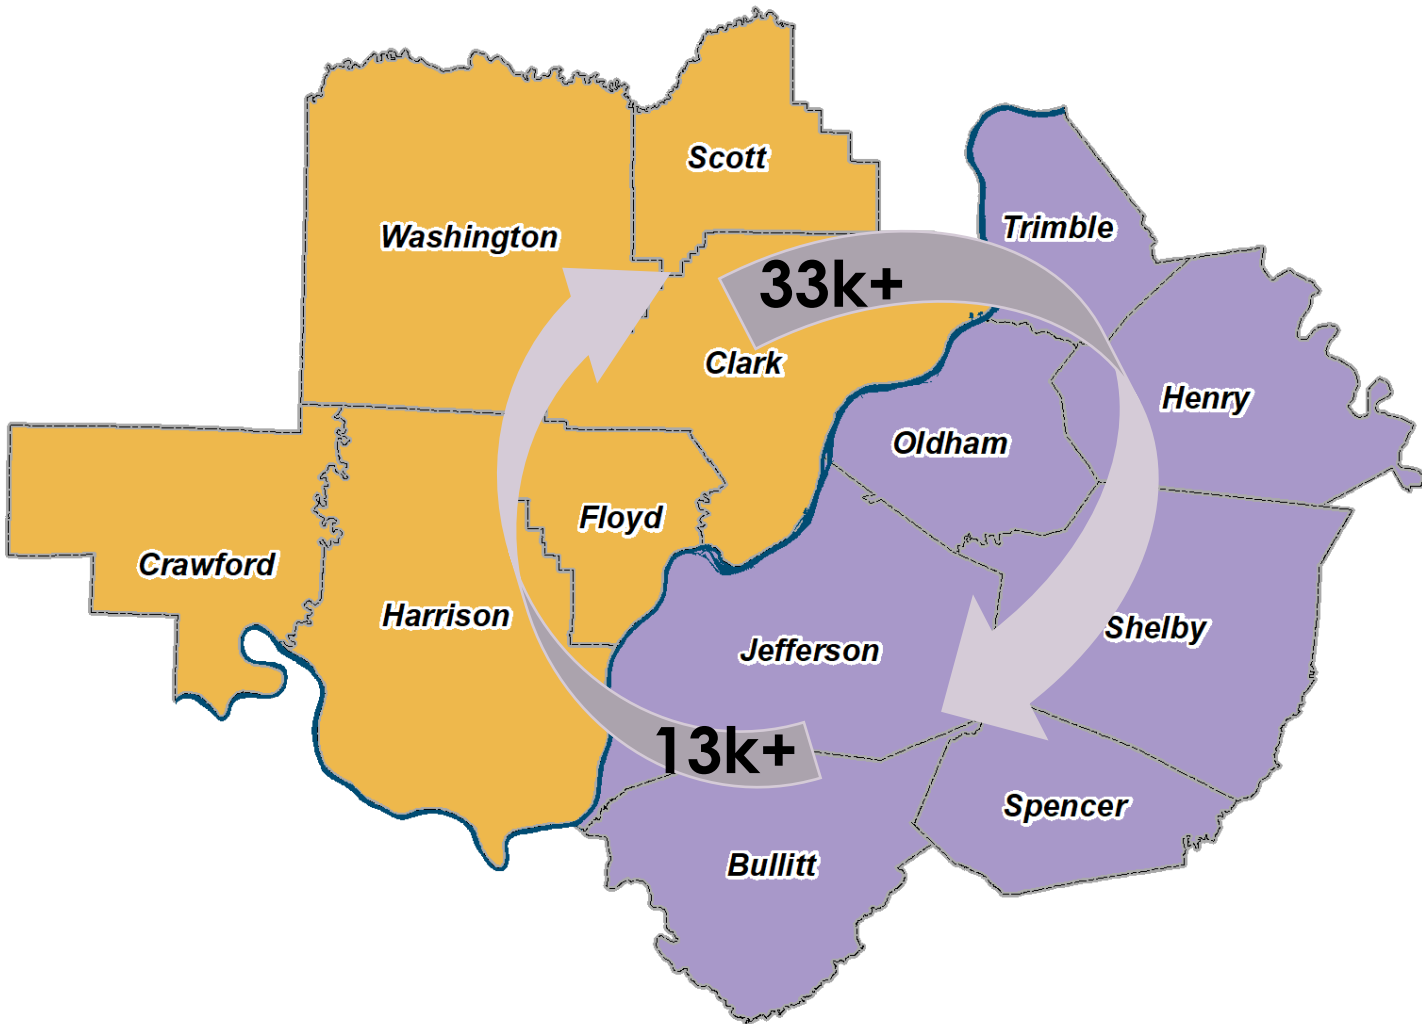 Scott
Trimble
Washington
33k+
Clark
Henry
Oldham
Floyd
Crawford
Harrison
Shelby
Jefferson
13k+
Spencer
Bullitt